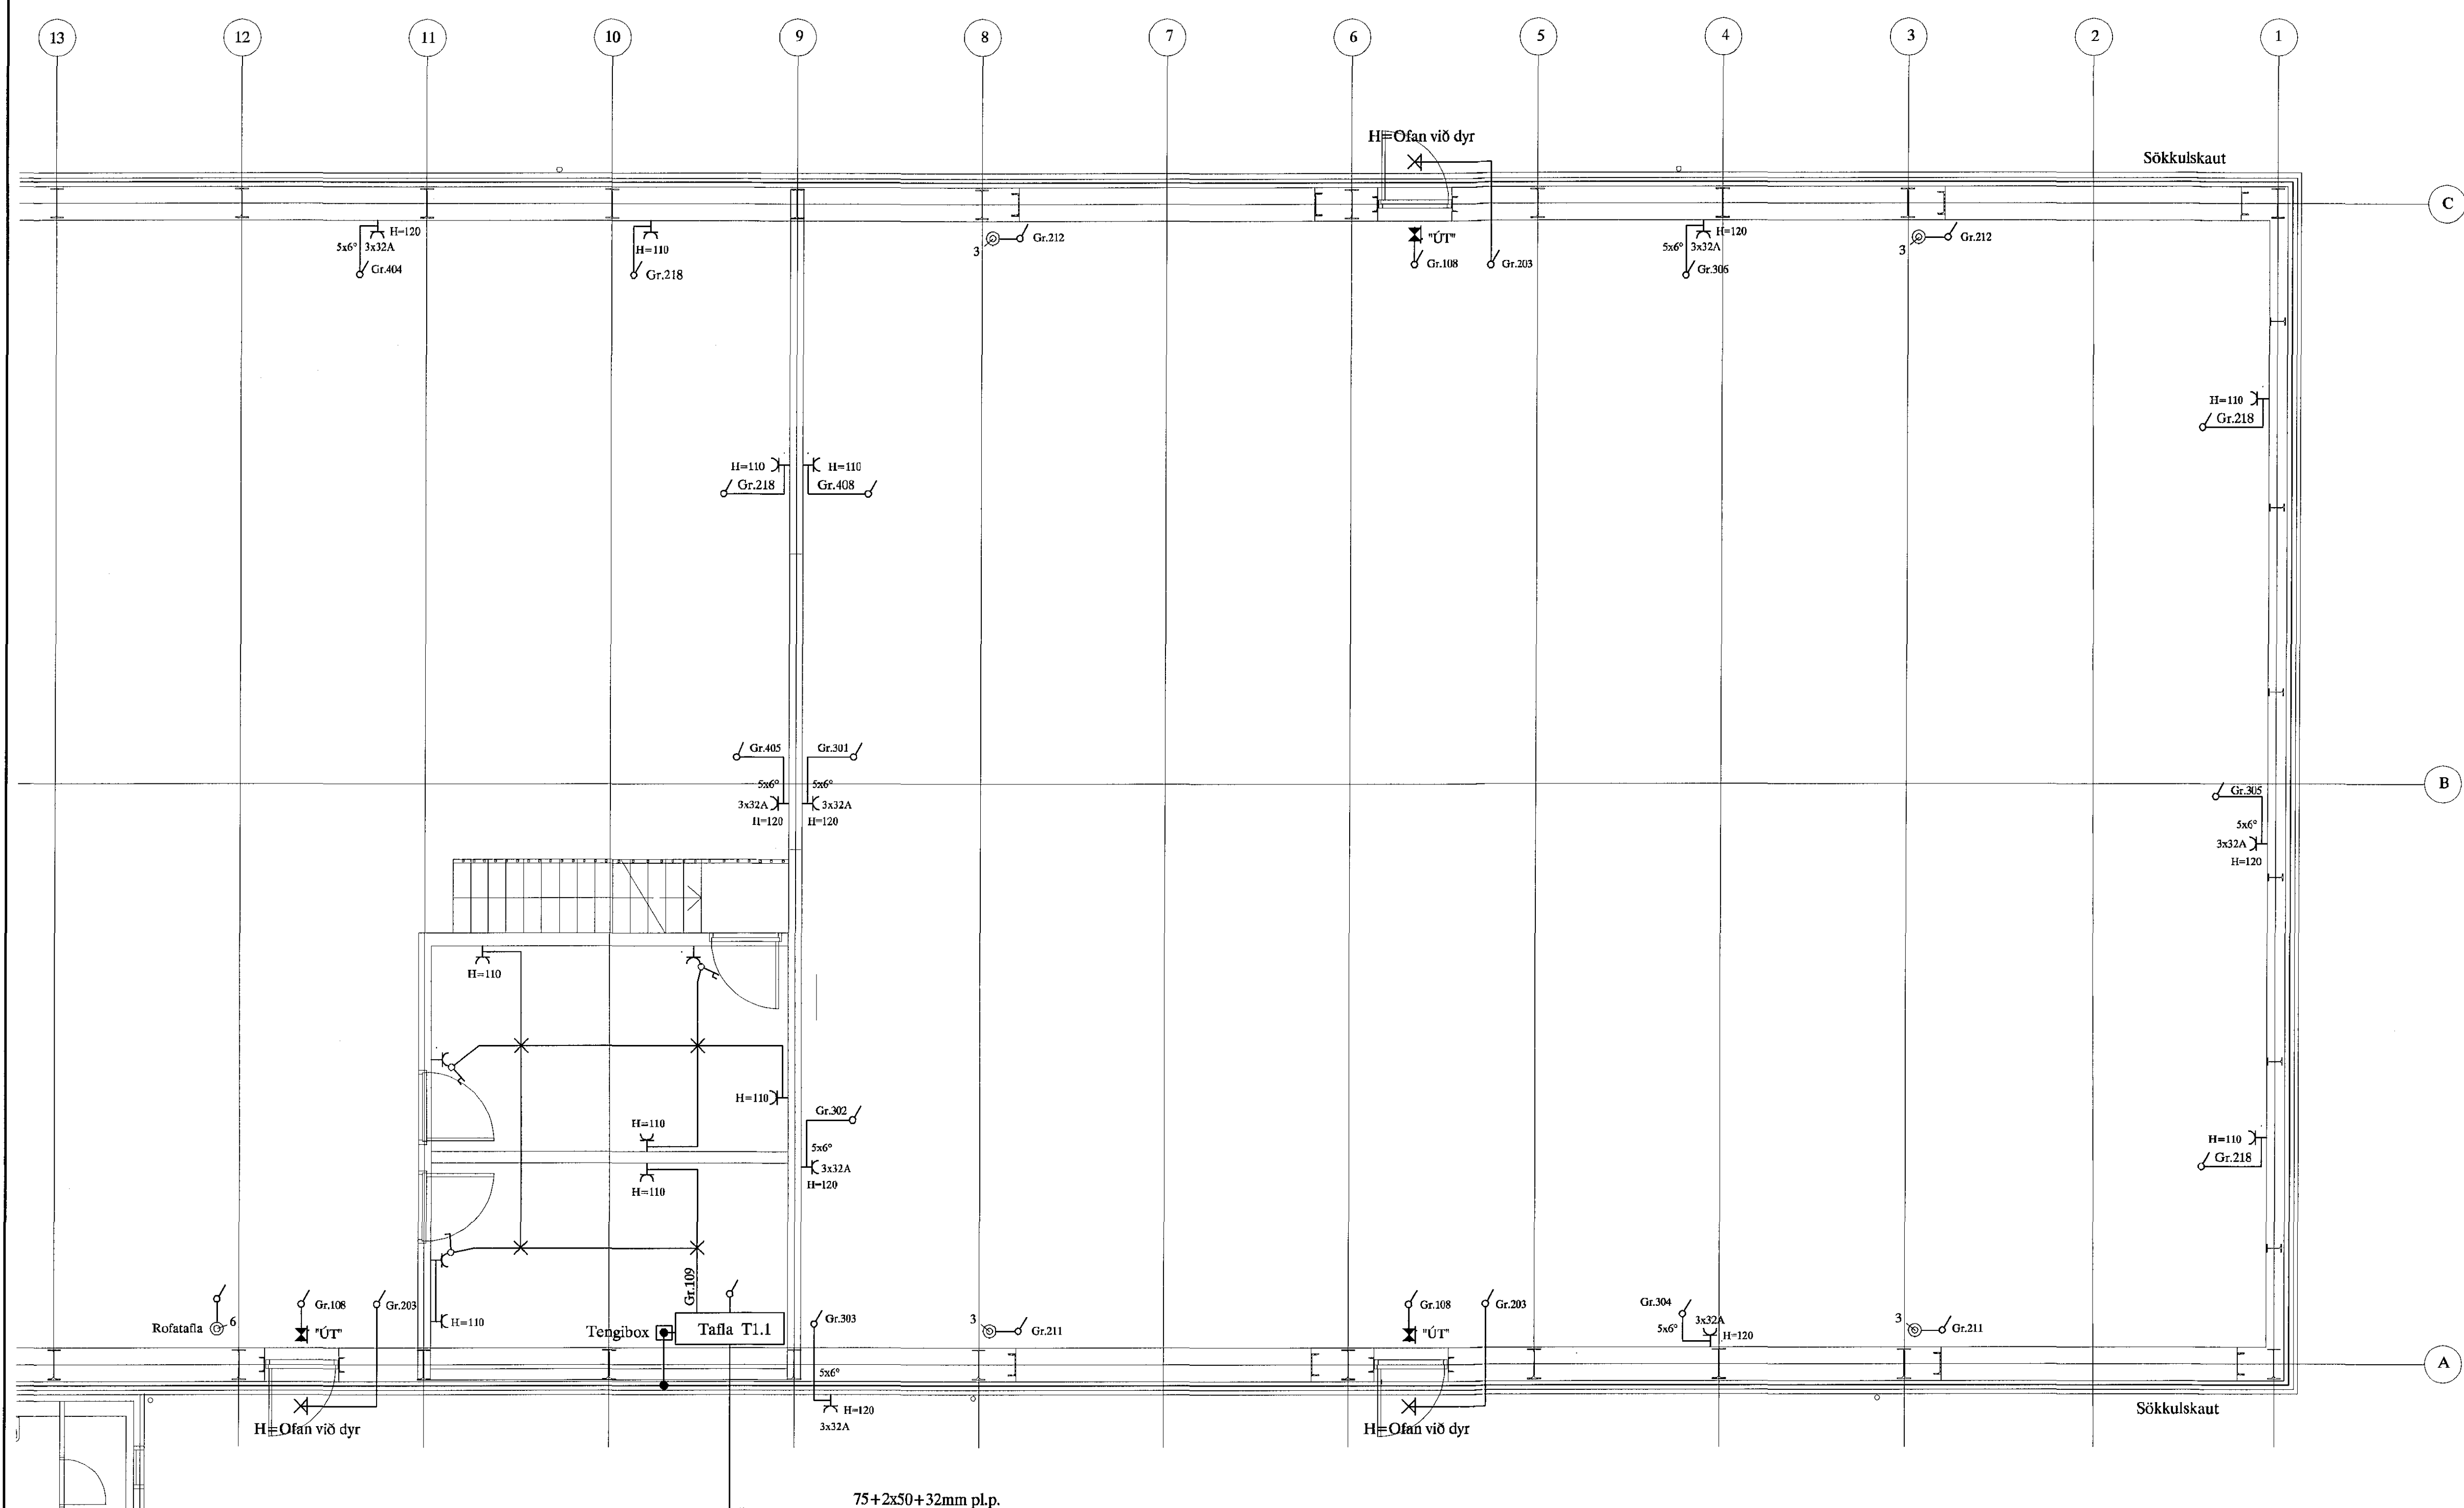 13 12 11 10 9 8 7 6 5 4 3 2 1
H=Ofan við dyr
Sökkulskaut
C
H=120
5x6° 3x32A
Gr.404
H=110
Gr.218
3
Gr.212
"ÚT"
Gr.108
Gr.203
H=120
5x6° 3x32A
Gr.306
3
Gr.212
H=110
Gr.218
H=110
Gr.218
H=110
Gr.408
Gr.405
5x6°
3x32A
H=120
Gr.301
5x6°
3x32A
H=120
B
Gr.305
5x6°
3x32A
H=120
H=110
H=110
H=110
H=110
Gr.302
5x6°
3x32A
H=120
H=110
Gr.218
Gr.109
Rofatafla
6
Gr.108
"ÚT"
Gr.203
H=110
Tengibox
Tafla T1.1
Gr.303
5x6°
H=120
3x32A
3
Gr.211
Gr.108
"ÚT"
Gr.203
Gr.304
5x6°
3x32A
H=120
3
Gr.211
A
H=Ofan við dyr
H=Ofan við dyr
Sökkulskaut
75+2x50+32mm pl.p.